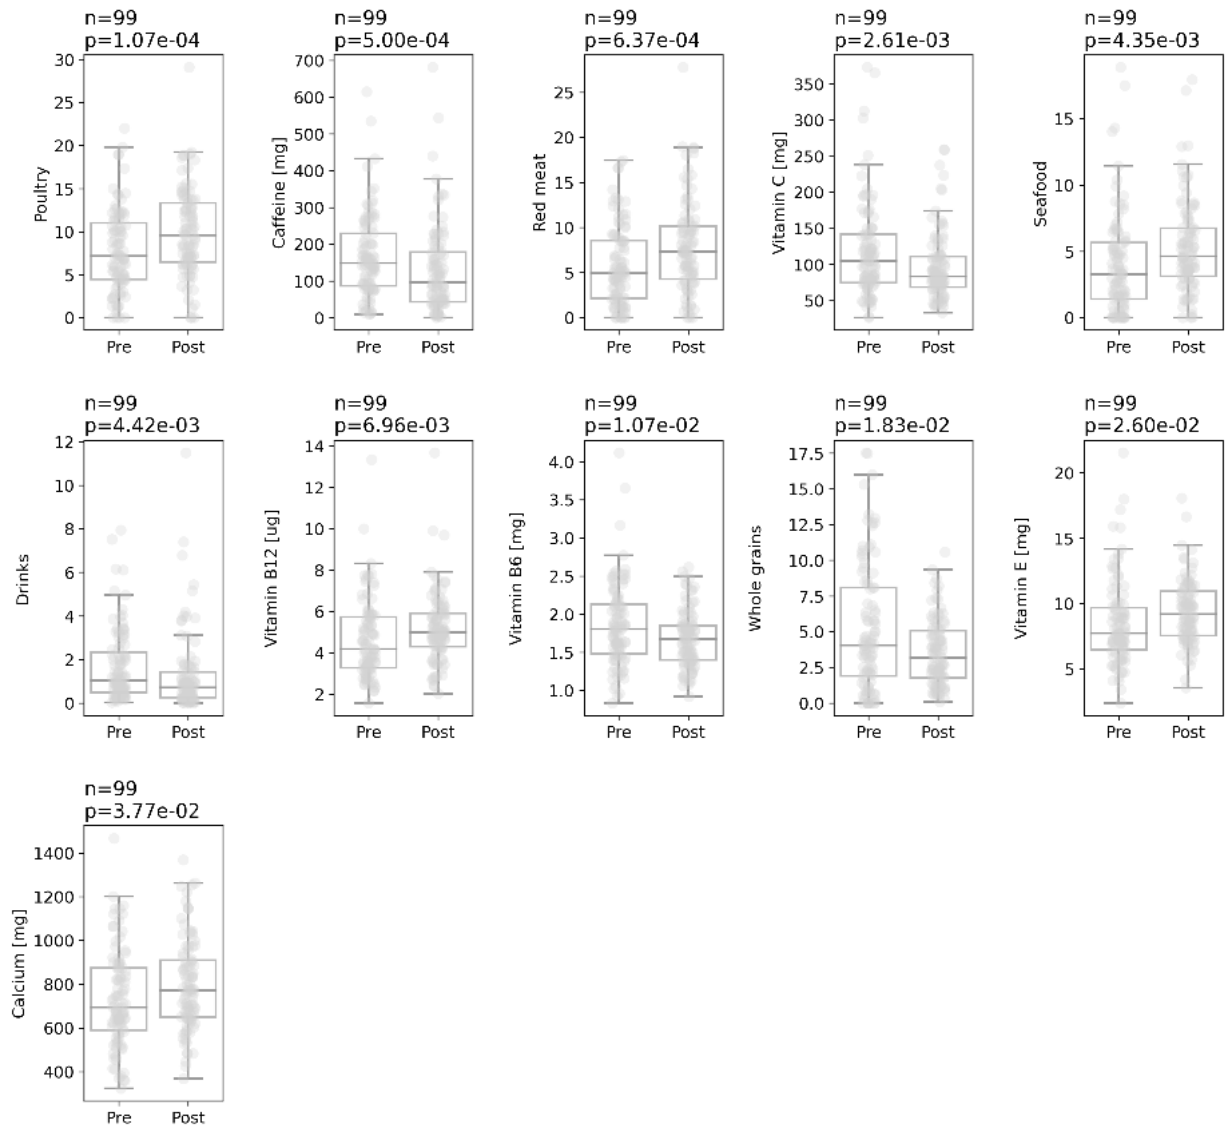 n=99
p=1.07e-04
30
25
20
15
10
5
0
Poultry
Pre
Post
n=99
p=5.00e-04
700
600
500
400
300
200
100
0
Caffeine [mg]
Pre
Post
n=99
p=6.37e-04
25
20
15
10
5
0
Red meat
Pre
Post
n=99
p=2.61e-03
350
300
250
200
150
100
50
Vitamin C [mg]
Pre
Post
n=99
p=4.35e-03
15
10
5
0
Seafood
Pre
Post
n=99
p=4.42e-03
12
10
8
6
4
2
0
Drinks
Pre
Post
n=99
p=6.96e-03
14
12
10
8
6
4
2
Vitamin B12 [ug]
Pre
Post
n=99
p=1.07e-02
4.0
3.5
3.0
2.5
2.0
1.5
1.0
Vitamin B6 [mg]
Pre
Post
n=99
p=1.83e-02
17.5
15.0
12.5
10.0
7.5
5.0
2.5
0.0
Whole grains
Pre
Post
n=99
p=2.60e-02
20
15
10
5
Vitamin E [mg]
Pre
Post
n=99
p=3.77e-02
1400
1200
1000
800
600
400
Calcium [mg]
Pre
Post